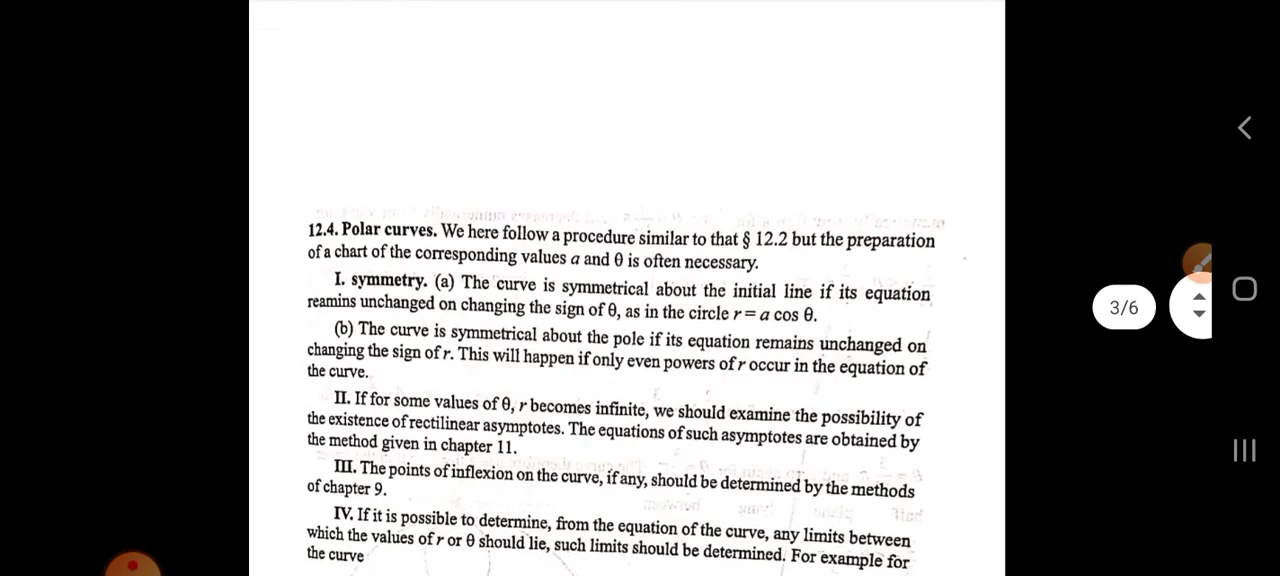 12.4. Polar curves. We here follow a procedure similar to that § 12.2 but the preparation
of a chart of the corresponding values a and θ is often necessary.
I. symmetry. (a) The curve is symmetrical about the initial line if its equation
reamins unchanged on changing the sign of θ, as in the circle r = a cos θ.
(b) The curve is symmetrical about the pole if its equation remains unchanged on
changing the sign of r. This will happen if only even powers of r occur in the equation of
the curve.
II. If for some values of θ, r becomes infinite, we should examine the possibility of
the existence of rectilinear asymptotes. The equations of such asymptotes are obtained by
the method given in chapter 11.
III. The points of inflexion on the curve, if any, should be determined by the methods
of chapter 9.
IV. If it is possible to determine, from the equation of the curve, any limits between
which the values of r or θ should lie, such limits should be determined. For example for
the curve
3/6